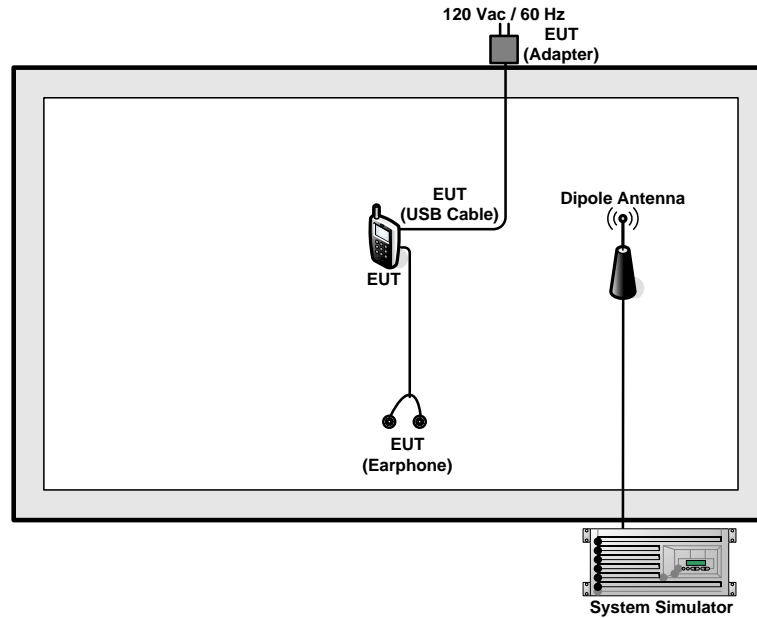 120 Vac / 60 Hz
EUT
(Adapter)
EUT
(USB Cable)
Dipole Antenna
EUT
EUT
(Earphone)
System Simulator